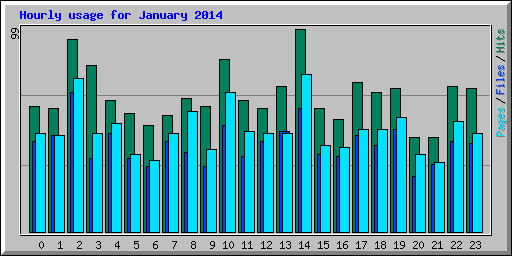 Hourly usage for January 2014
99
Pages/Files/Hits
0 1 2 3 4 5 6 7 8 9 10 11 12 13 14 15 16 17 18 19 20 21 22 23